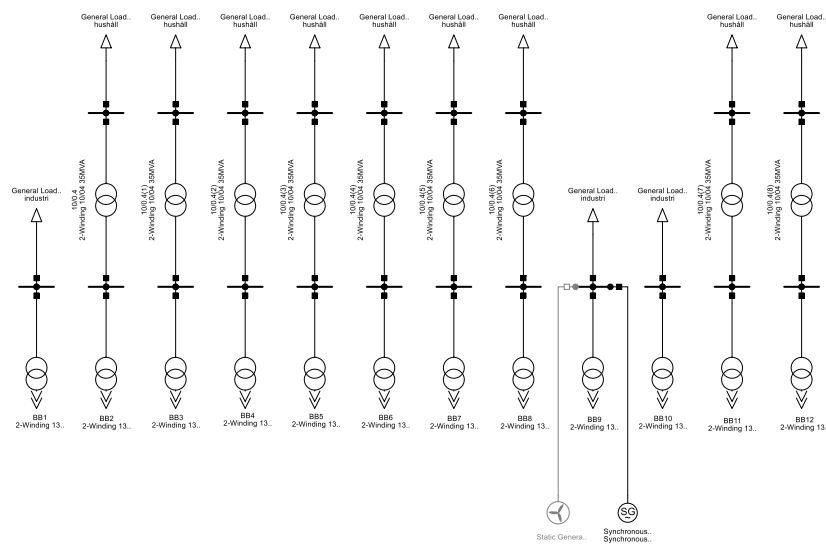 General Load..
hushåll
General Load..
hushåll
General Load..
hushåll
General Load..
hushåll
General Load..
hushåll
General Load..
hushåll
General Load..
hushåll
General Load..
hushåll
General Load..
hushåll
10/0.4
2-Winding 10/04 35MVA
10/0.4(1)
2-Winding 10/04 35MVA
10/0.4(2)
2-Winding 10/04 35MVA
10/0.4(3)
2-Winding 10/04 35MVA
10/0.4(4)
2-Winding 10/04 35MVA
10/0.4(5)
2-Winding 10/04 35MVA
10/0.4(6)
2-Winding 10/04 35MVA
10/0.4(7)
2-Winding 10/04 35MVA
10/0.4(8)
2-Winding 10/04 35MVA
General Load..
industri
General Load..
industri
General Load..
industri
BB1
2-Winding 13..
BB2
2-Winding 13..
BB3
2-Winding 13..
BB4
2-Winding 13..
BB5
2-Winding 13..
BB6
2-Winding 13..
BB7
2-Winding 13..
BB8
2-Winding 13..
BB9
2-Winding 13..
BB10
2-Winding 13..
BB11
2-Winding 13..
BB12
2-Winding 13..
Static Genera..
SG
~
Synchronous..
Synchronous..